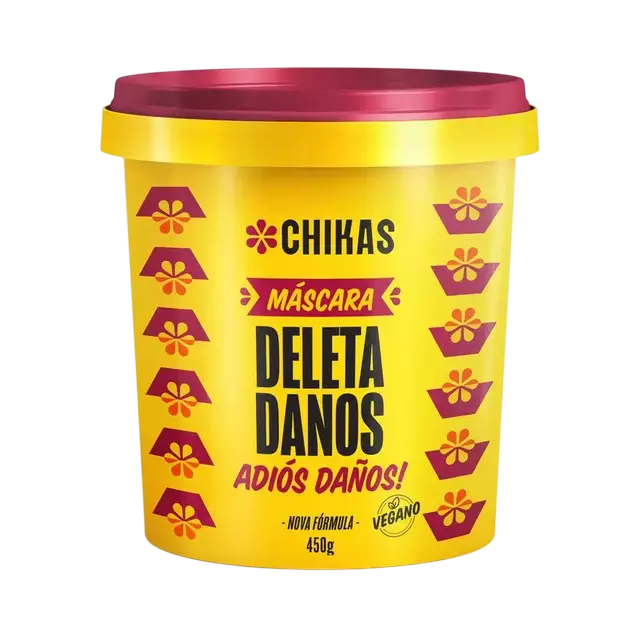 CHIKAS
MÁSCARA
DELETA
DANOS
ADIÓS DAÑOS!
- NOVA FÓRMULA -
450g
VEGANO